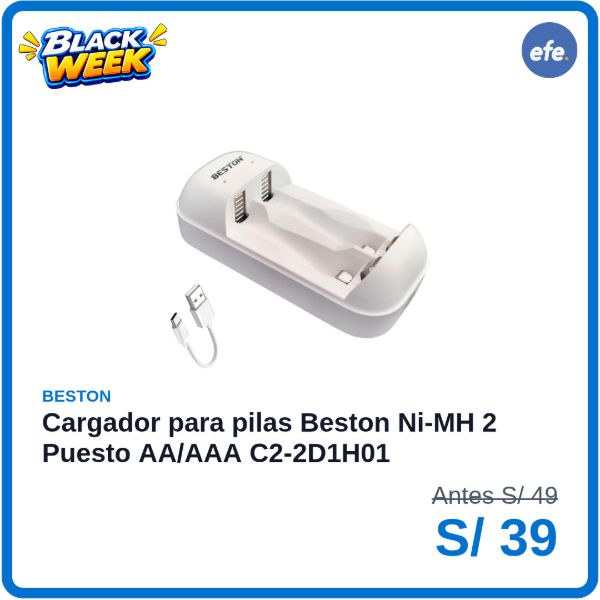 BLACK
WEEK
efe.
BESTON
BESTON
Cargador para pilas Beston Ni-MH 2
Puesto AA/AAA C2-2D1H01
Antes S/ 49
S/ 39